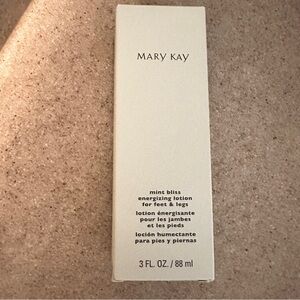 MARY KAY
mint bliss
energizing lotion
for feet & legs
lotion énergisante
pour les jambes
et les pieds
loción humectante
para pies y piernas
3 FL. OZ. / 88 ml